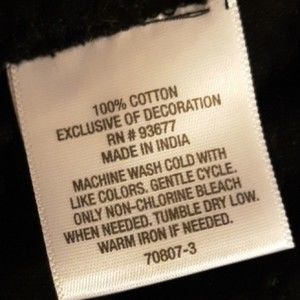 100% COTTON
EXCLUSIVE OF DECORATION
RN # 93677
MADE IN INDIA
MACHINE WASH COLD WITH
LIKE COLORS. GENTLE CYCLE.
ONLY NON-CHLORINE BLEACH
WHEN NEEDED. TUMBLE DRY LOW.
WARM IRON IF NEEDED.
70807-3